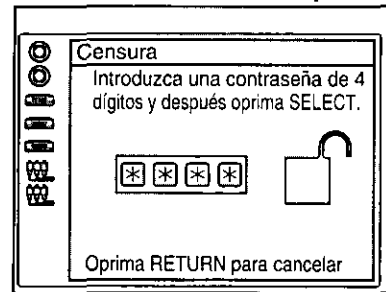 Censura
Introduzca una contraseña de 4
dígitos y después oprima SELECT.
* * * *
Oprima RETURN para cancelar